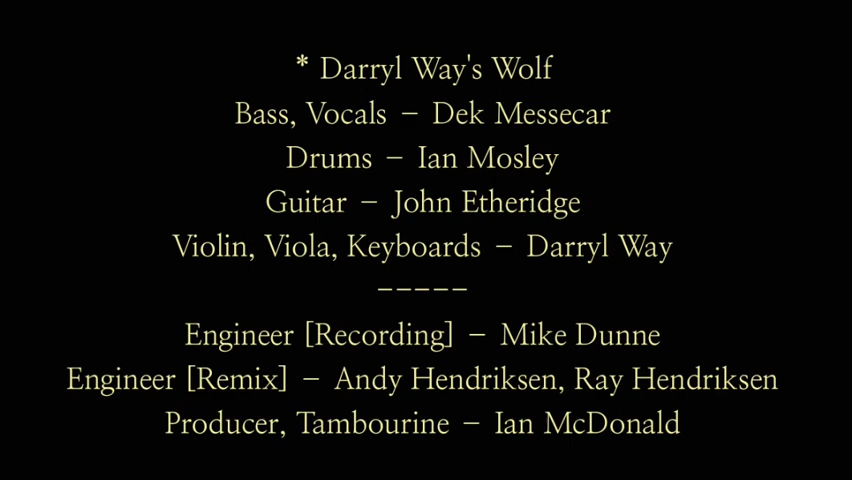 * Darryl Way's Wolf
Bass, Vocals – Dek Messecar
Drums – Ian Mosley
Guitar – John Etheridge
Violin, Viola, Keyboards – Darryl Way
-----
Engineer [Recording] – Mike Dunne
Engineer [Remix] – Andy Hendriksen, Ray Hendriksen
Producer, Tambourine – Ian McDonald